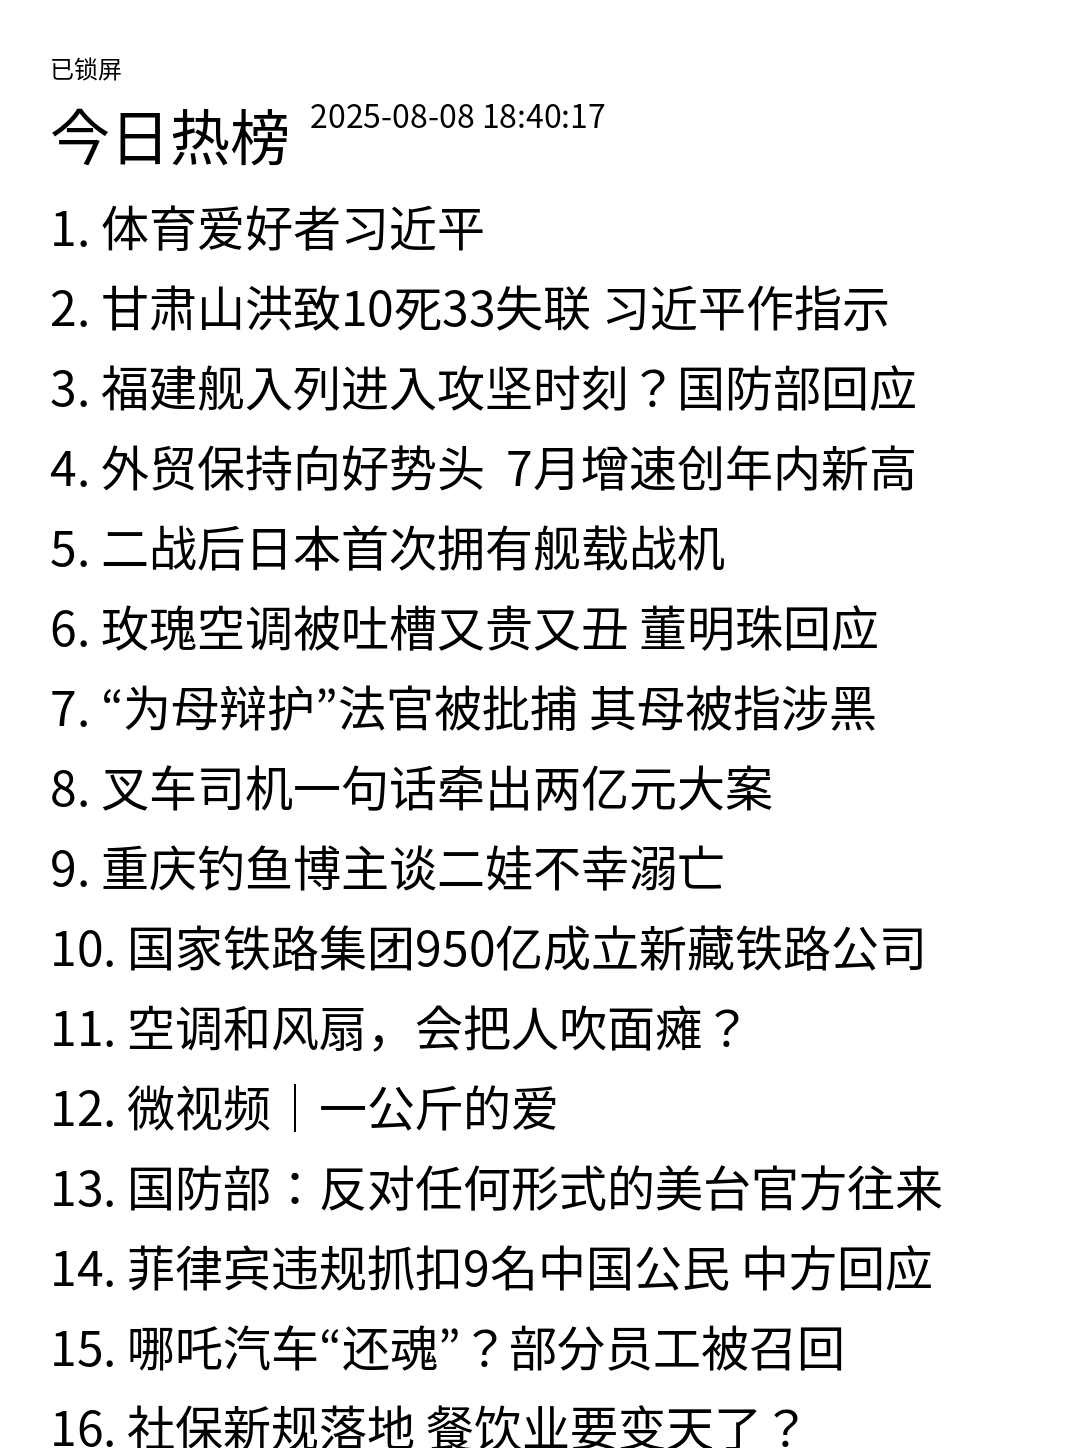 已锁屏
今日热榜 2025-08-08 18:40:17
1. 体育爱好者习近平
2. 甘肃山洪致10死33失联 习近平作指示
3. 福建舰入列进入攻坚时刻？国防部回应
4. 外贸保持向好势头  7月增速创年内新高
5. 二战后日本首次拥有舰载战机
6. 玫瑰空调被吐槽又贵又丑 董明珠回应
7. “为母辩护”法官被批捕 其母被指涉黑
8. 叉车司机一句话牵出两亿元大案
9. 重庆钓鱼博主谈二娃不幸溺亡
10. 国家铁路集团950亿成立新藏铁路公司
11. 空调和风扇，会把人吹面瘫？
12. 微视频｜一公斤的爱
13. 国防部：反对任何形式的美台官方往来
14. 菲律宾违规抓扣9名中国公民 中方回应
15. 哪吒汽车“还魂”？部分员工被召回
16. 社保新规落地 餐饮业要变天了？